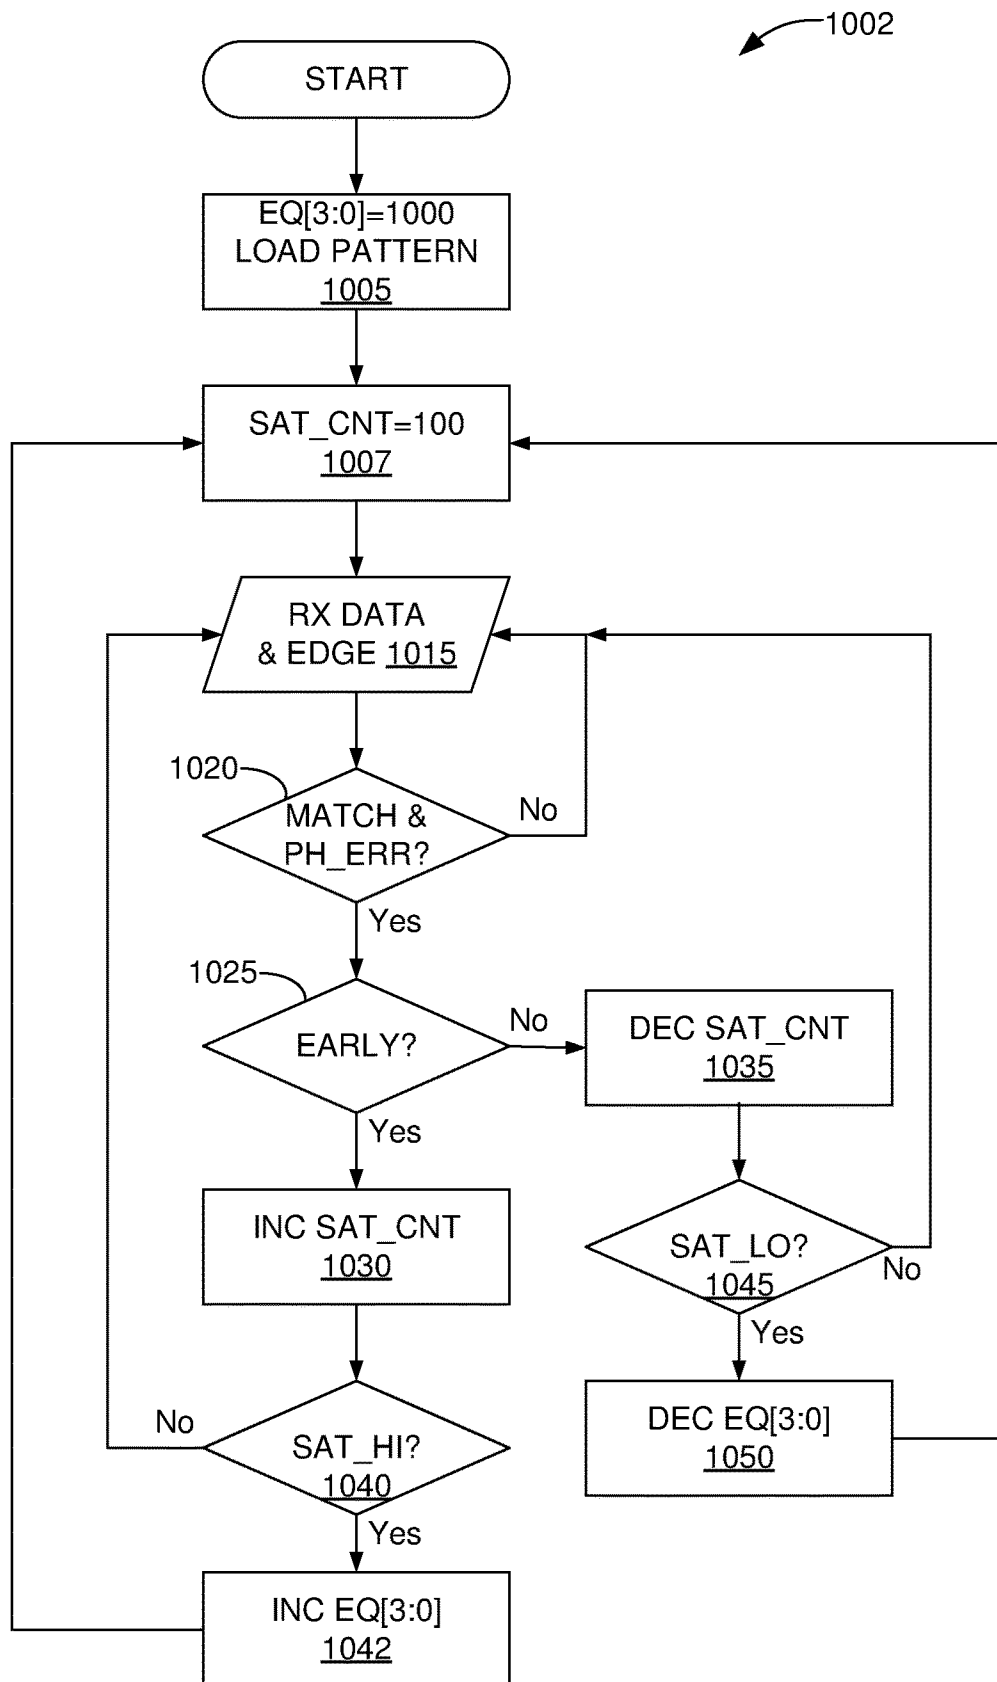 1002
START
EQ[3:0]=1000
LOAD PATTERN
1005
SAT_CNT=100
1007
RX DATA
& EDGE 1015
1020
MATCH &
PH_ERR?
No
Yes
1025
EARLY?
No
DEC SAT_CNT
1035
Yes
INC SAT_CNT
1030
SAT_LO?
1045
No
Yes
No
SAT_HI?
1040
DEC EQ[3:0]
1050
Yes
INC EQ[3:0]
1042